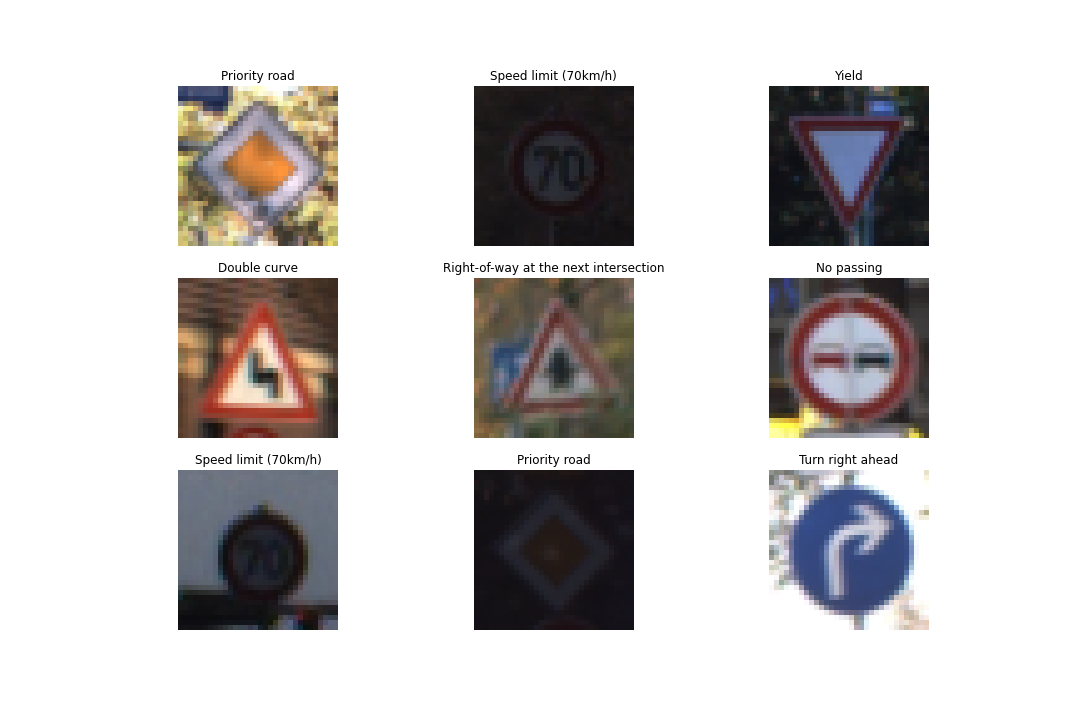 Priority road
Speed limit (70km/h)
Yield
70
Double curve
Right-of-way at the next intersection
No passing
Speed limit (70km/h)
Priority road
Turn right ahead
70